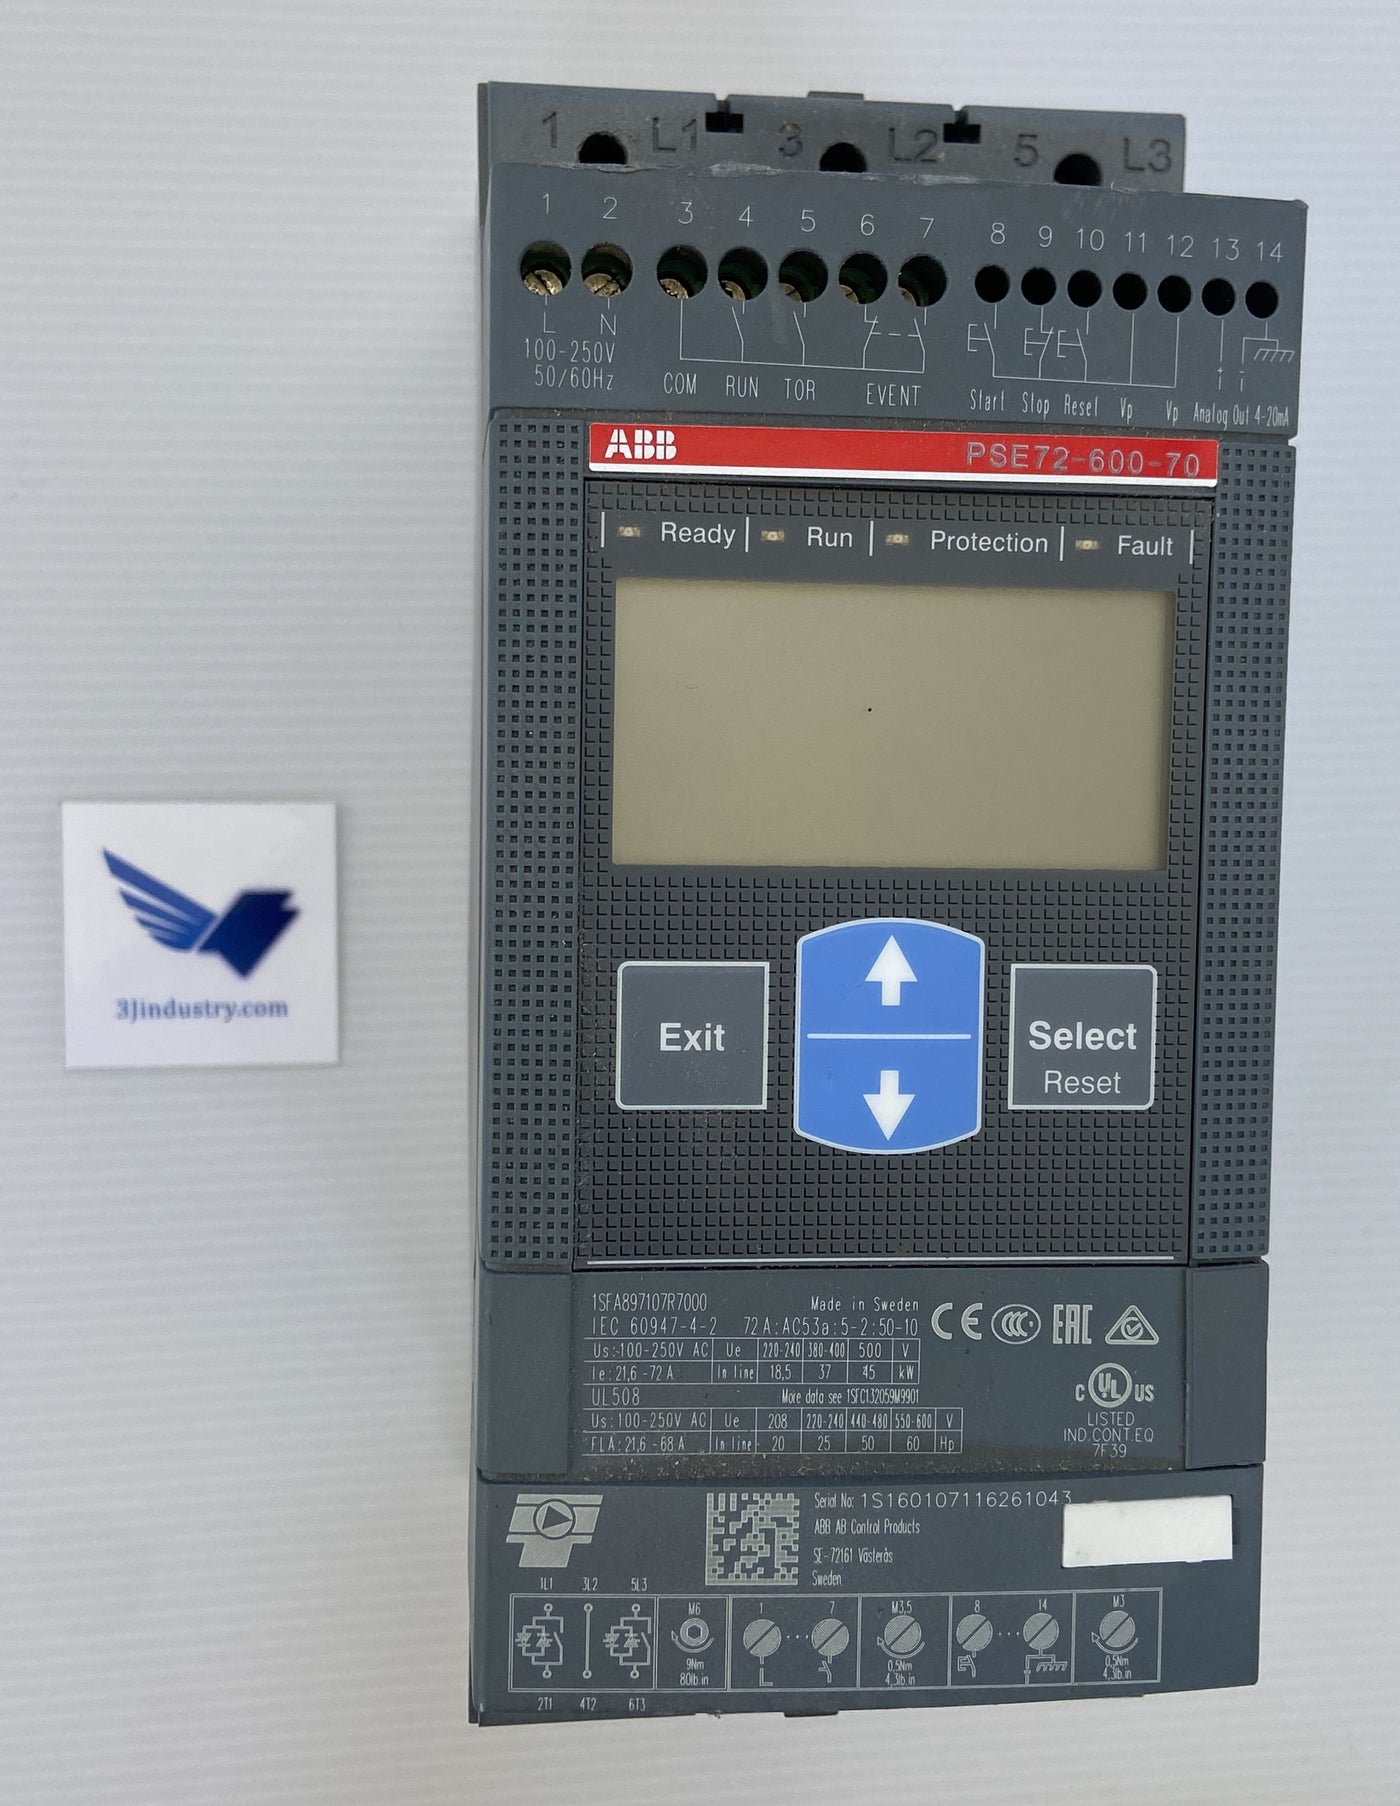 1 L1 3 L2 5 L3
1 2 3 4 5 6 7 8 9 10 11 12 13 14
L N
100-250V
50/60Hz
COM RUN TOR EVENT
Start Stop Reset Vp Vp Analog Out 4-20mA
ABB PSE72-600-70
Ready Run Protection Fault
Exit
Select
Reset
3Jindustry.com
1SFA897107R7000 Made in Sweden
IEC 60947-4-2 72A:AC53a:5-2:50-10
Us:100-250V AC Ue 220-240 380-400 500 V
Ie:21,6-72A In line 18,5 37 45 kW
UL508 More data see 1SFC132059M9901
Us:100-250V AC Ue 208 220-240 440-480 550-600 V
FLA:21,6-68A In line 20 25 50 60 Hp
CE CCC EAC
c UL US
LISTED
IND.CONT.EQ
7F39
Serial No: 1S160107116261043
ABB AB Control Products
SE-72161 Västerås
Sweden
1L1 3L2 5L3
M6 1 7 M3,5 8 14 M3
9Nm 0,5Nm 0,5Nm
80lb.in 4,3lb.in 4,3lb.in
2T1 4T2 6T3